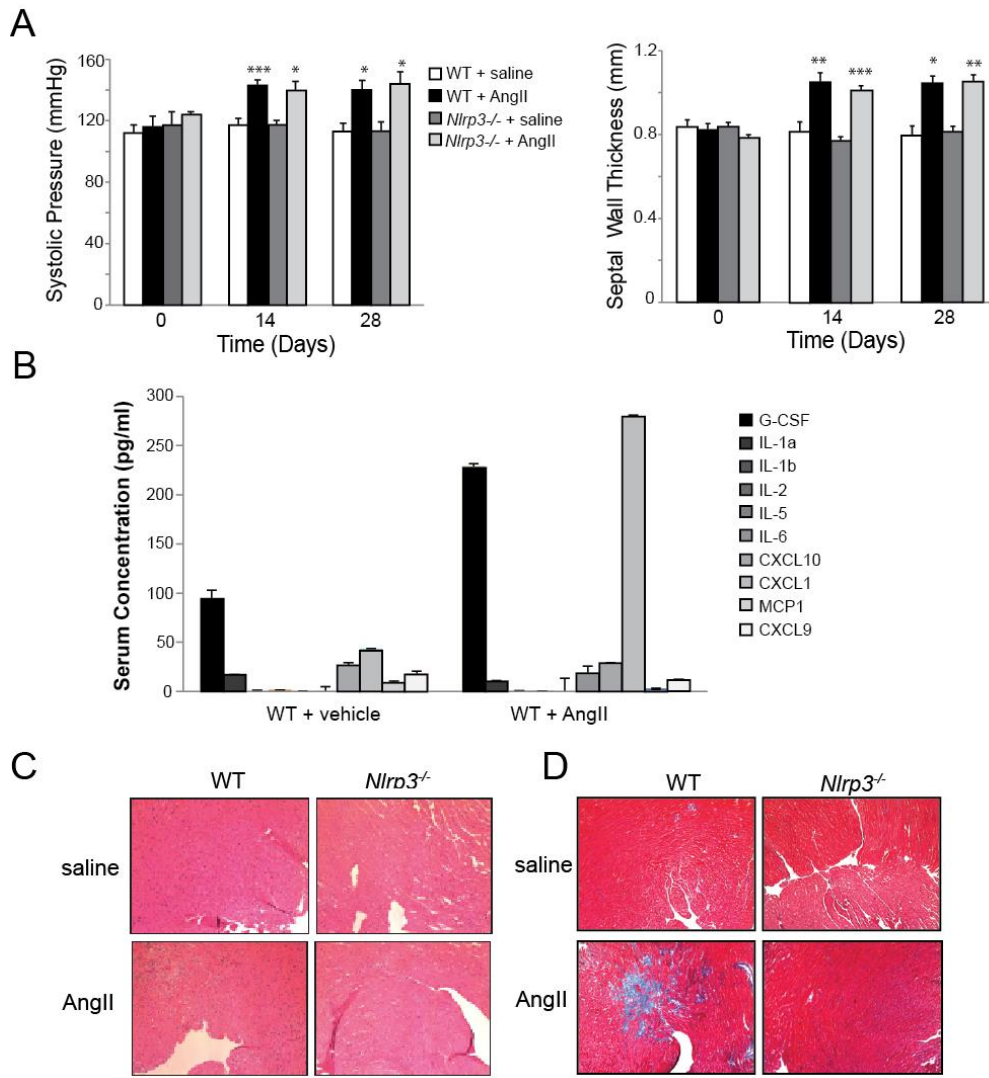 A
Systolic Pressure (mmHg)
160
120
80
40
0
*** * * *
0 14 28
Time (Days)
WT + saline
WT + AngII
Nlrp3-/- + saline
Nlrp3-/- + AngII
Septal Wall Thickness (mm)
1.2
0.8
0.4
0
** *** * **
0 14 28
Time (Days)
B
Serum Concentration (pg/ml)
300
250
200
150
100
50
0
WT + vehicle WT + AngII
G-CSF
IL-1a
IL-1b
IL-2
IL-5
IL-6
CXCL10
CXCL1
MCP1
CXCL9
C
WT Nlrp3-/-
saline
AngII
D
WT Nlrp3-/-
saline
AngII